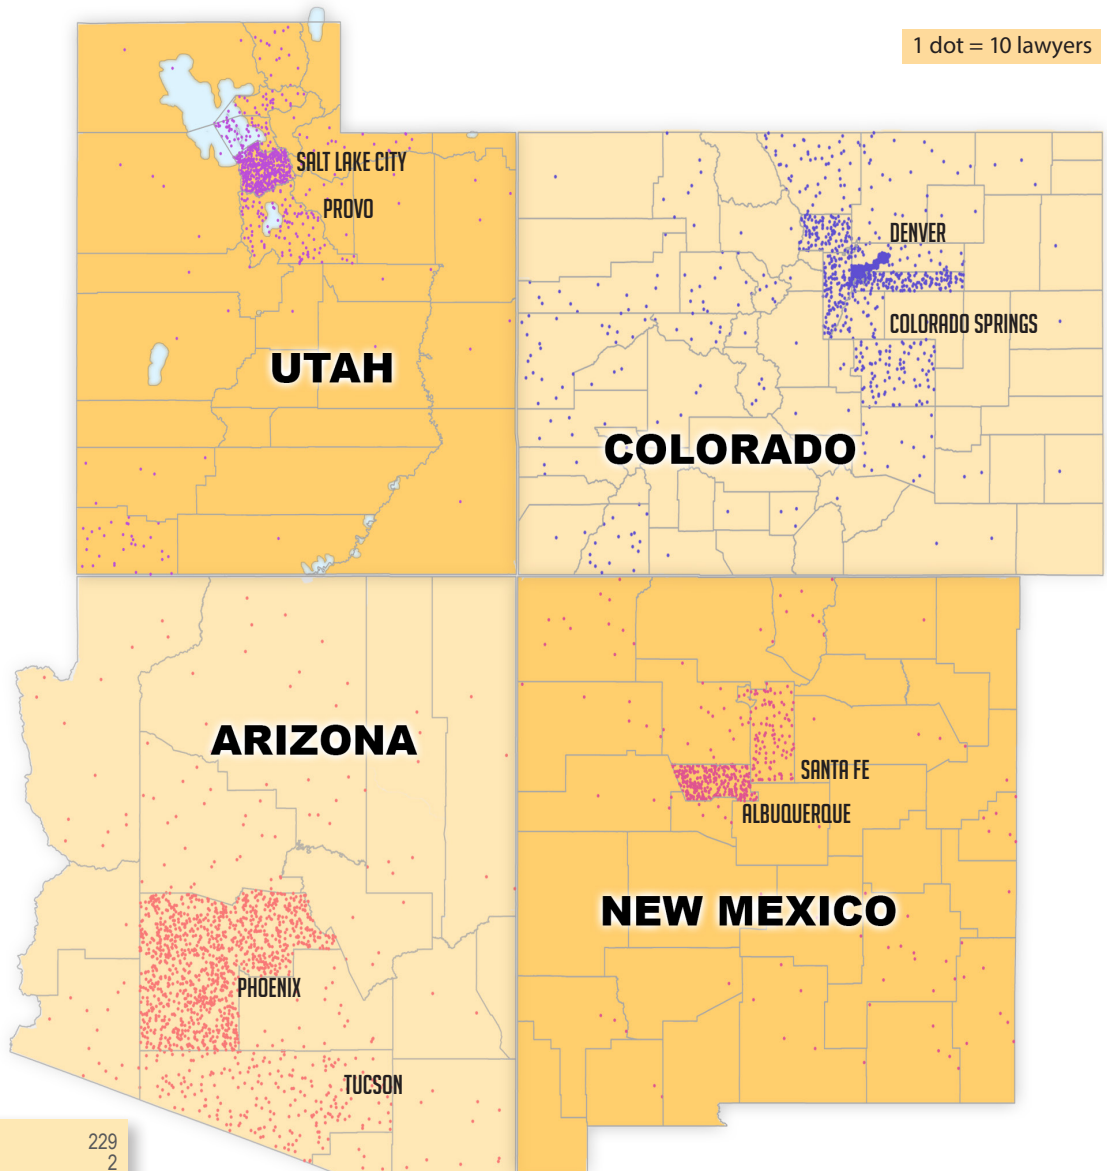 1 dot = 10 lawyers
SALT LAKE CITY
PROVO
DENVER
COLORADO SPRINGS
UTAH
COLORADO
ARIZONA
SANTA FE
ALBUQUERQUE
NEW MEXICO
PHOENIX
TUCSON
229
2